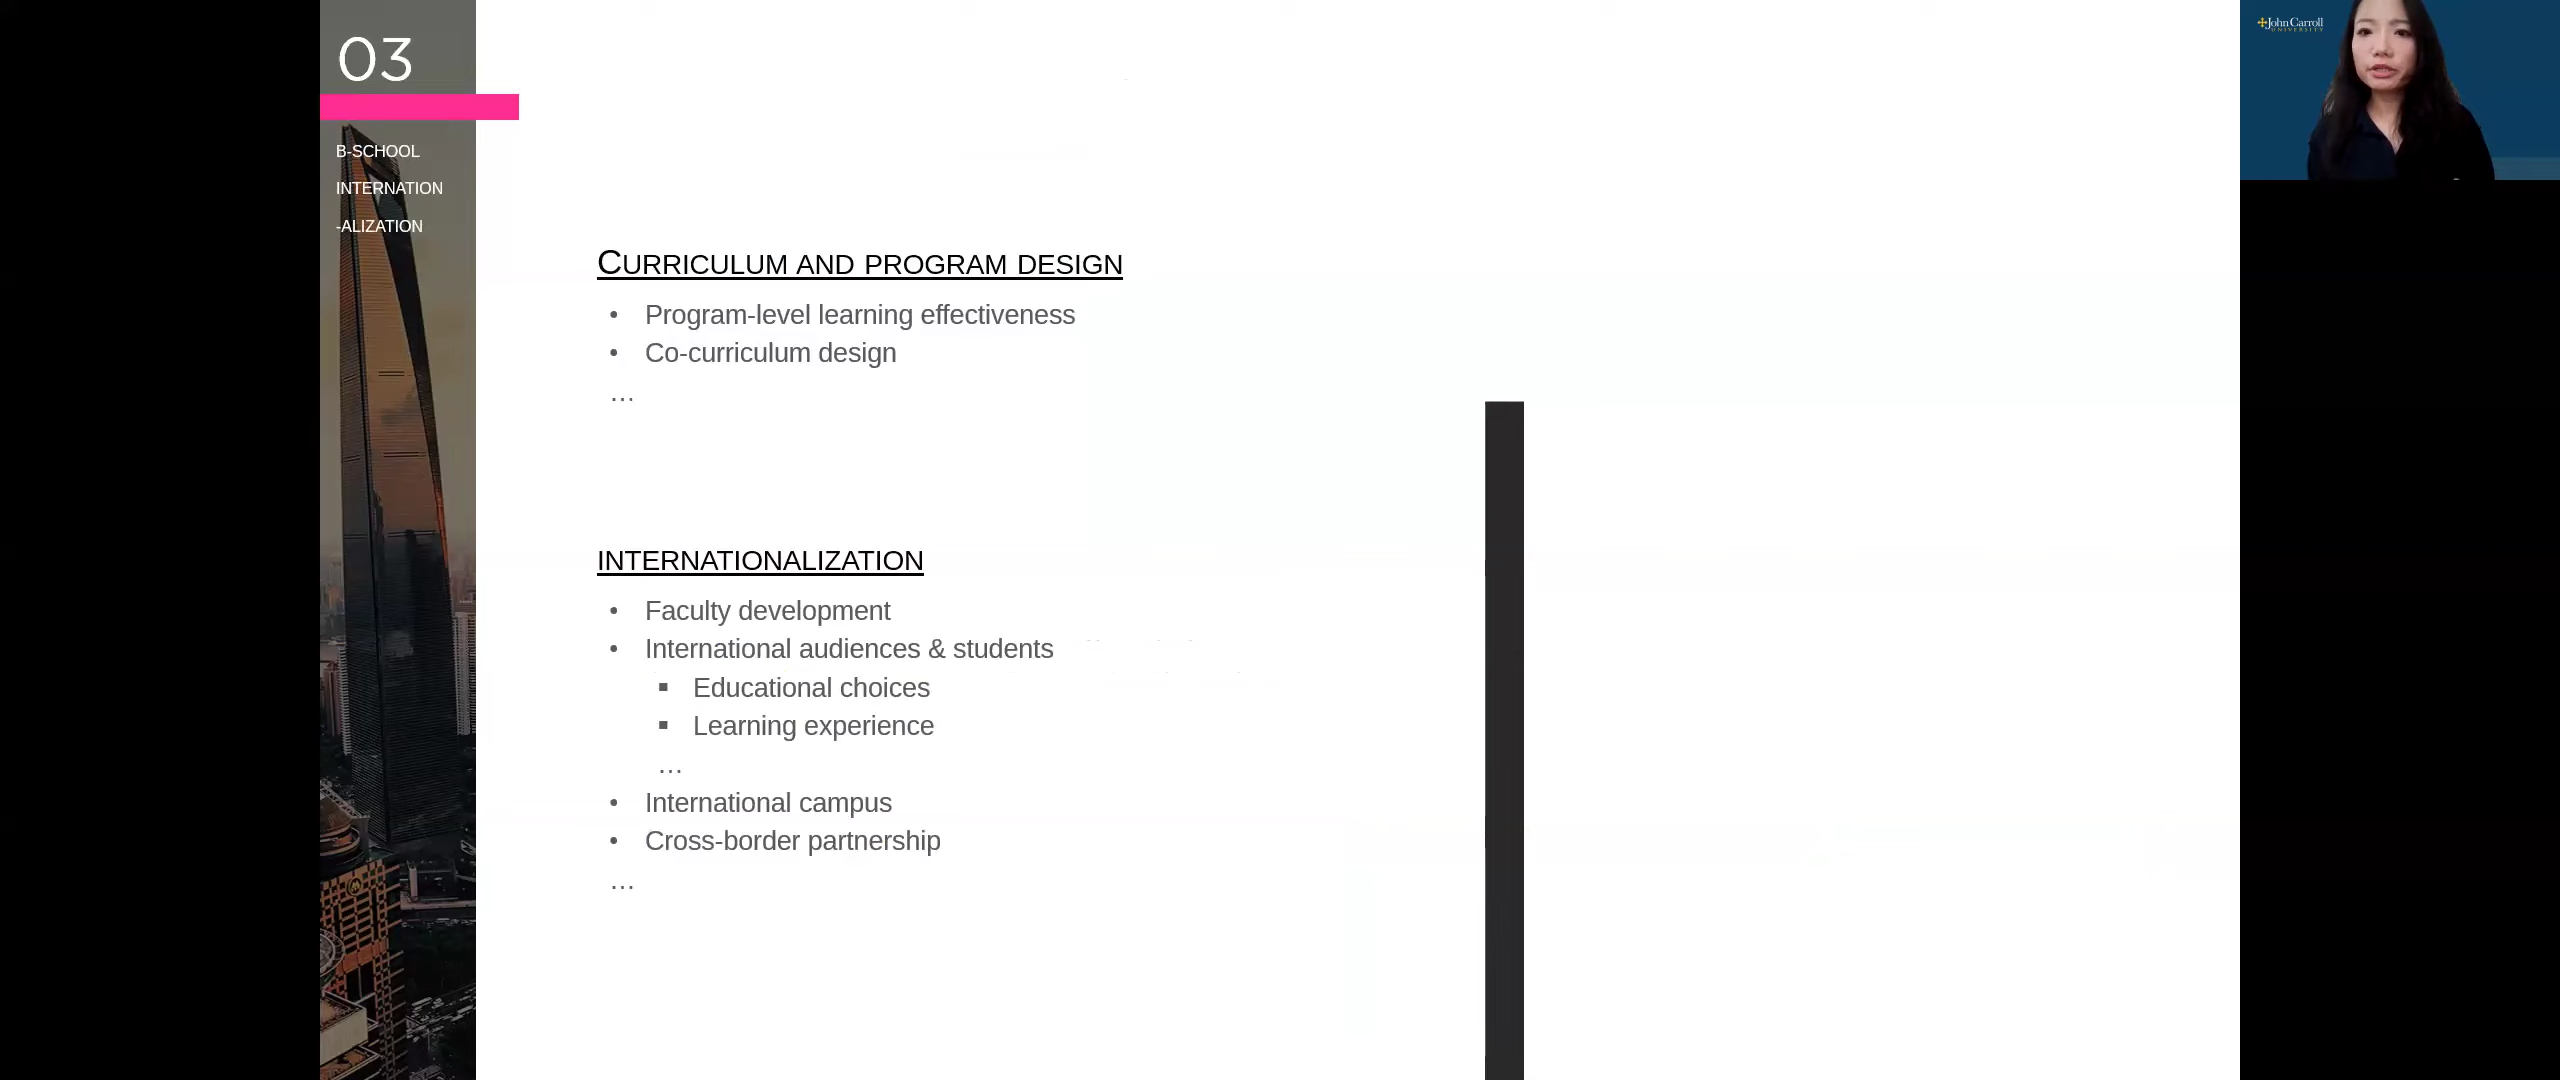 03
B-SCHOOL
INTERNATION
-ALIZATION
CURRICULUM AND PROGRAM DESIGN
• Program-level learning effectiveness
• Co-curriculum design
…
INTERNATIONALIZATION
• Faculty development
• International audiences & students
▪ Educational choices
▪ Learning experience
…
• International campus
• Cross-border partnership
…
John Carroll
UNIVERSITY